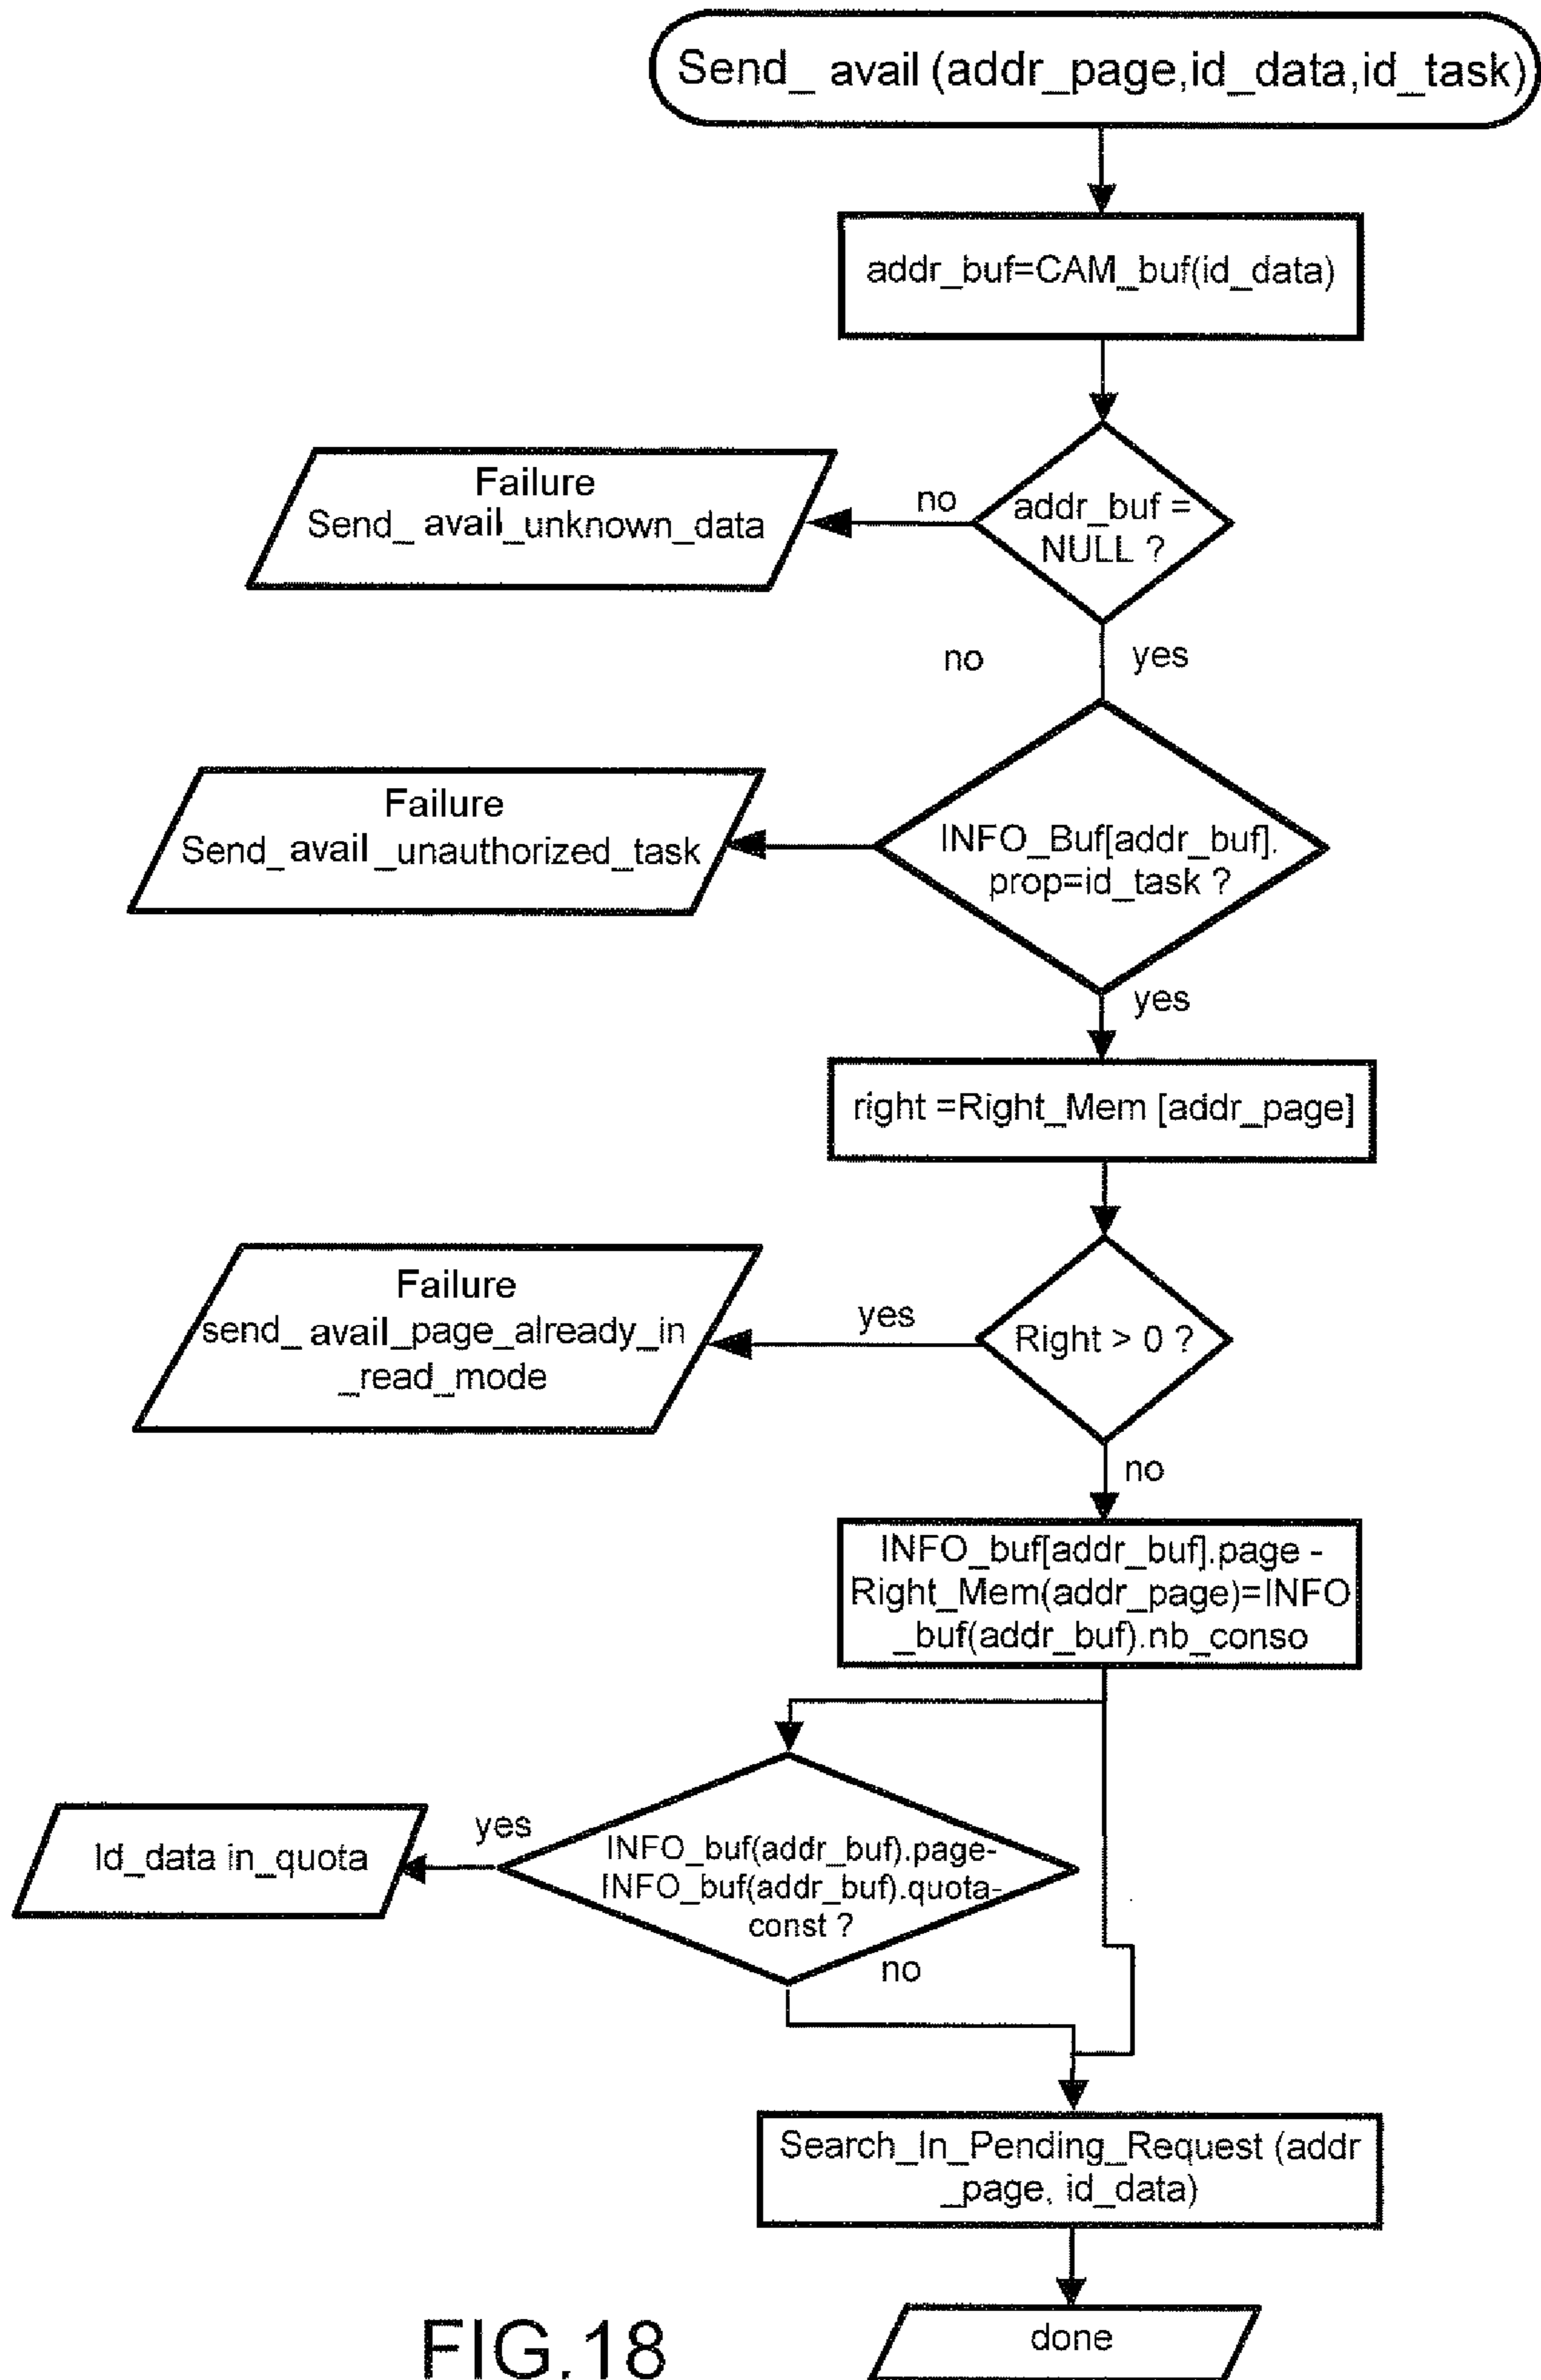 Send_ avail (addr_page,id_data,id_task)
addr_buf=CAM_buf(id_data)
addr_buf =
NULL ?
no
Failure
Send_ avail_unknown_data
no
yes
INFO_Buf[addr_buf].
prop=id_task ?
Failure
Send_ avail_unauthorized_task
yes
right =Right_Mem [addr_page]
Right > 0 ?
yes
Failure
send_ avail_page_already_in
_read_mode
no
INFO_buf[addr_buf].page -
Right_Mem(addr_page)=INFO
_buf(addr_buf).nb_conso
yes
INFO_buf(addr_buf).page-
INFO_buf(addr_buf).quota-
const ?
Id_data in_quota
no
Search_In_Pending_Request (addr
_page, id_data)
done
FIG.18